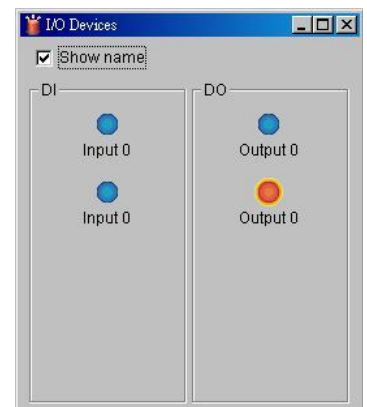 I/O Devices
Show name
DI
Input 0
Input 0
DO
Output 0
Output 0